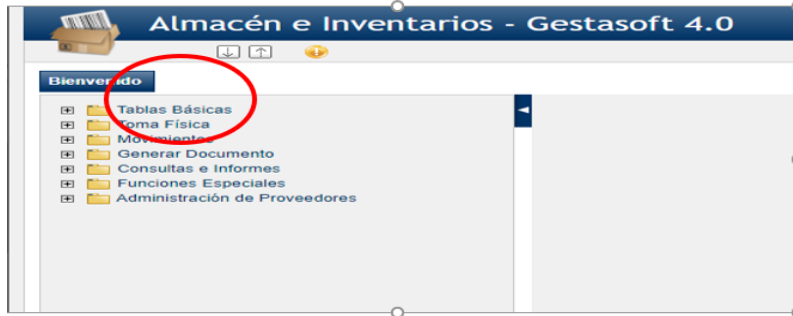 Almacén e Inventarios - Gestasoft 4.0
Bienvenido
Tablas Básicas
Toma Física
Movimientos
Generar Documento
Consultas e Informes
Funciones Especiales
Administración de Proveedores